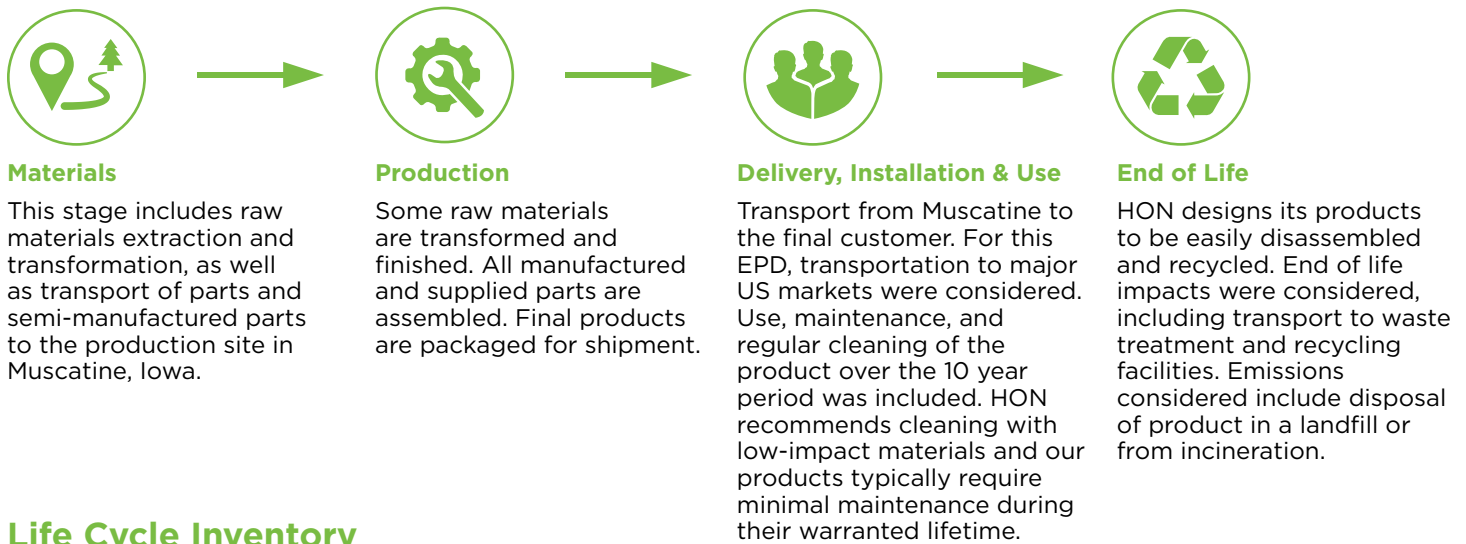 Materials
This stage includes raw
materials extraction and
transformation, as well
as transport of parts and
semi-manufactured parts
to the production site in
Muscatine, Iowa.
Production
Some raw materials
are transformed and
finished. All manufactured
and supplied parts are
assembled. Final products
are packaged for shipment.
Delivery, Installation & Use
Transport from Muscatine to
the final customer. For this
EPD, transportation to major
US markets were considered.
Use, maintenance, and
regular cleaning of the
product over the 10 year
period was included. HON
recommends cleaning with
low-impact materials and our
products typically require
minimal maintenance during
their warranted lifetime.
End of Life
HON designs its products
to be easily disassembled
and recycled. End of life
impacts were considered,
including transport to waste
treatment and recycling
facilities. Emissions
considered include disposal
of product in a landfill or
from incineration.
Life Cycle Inventory